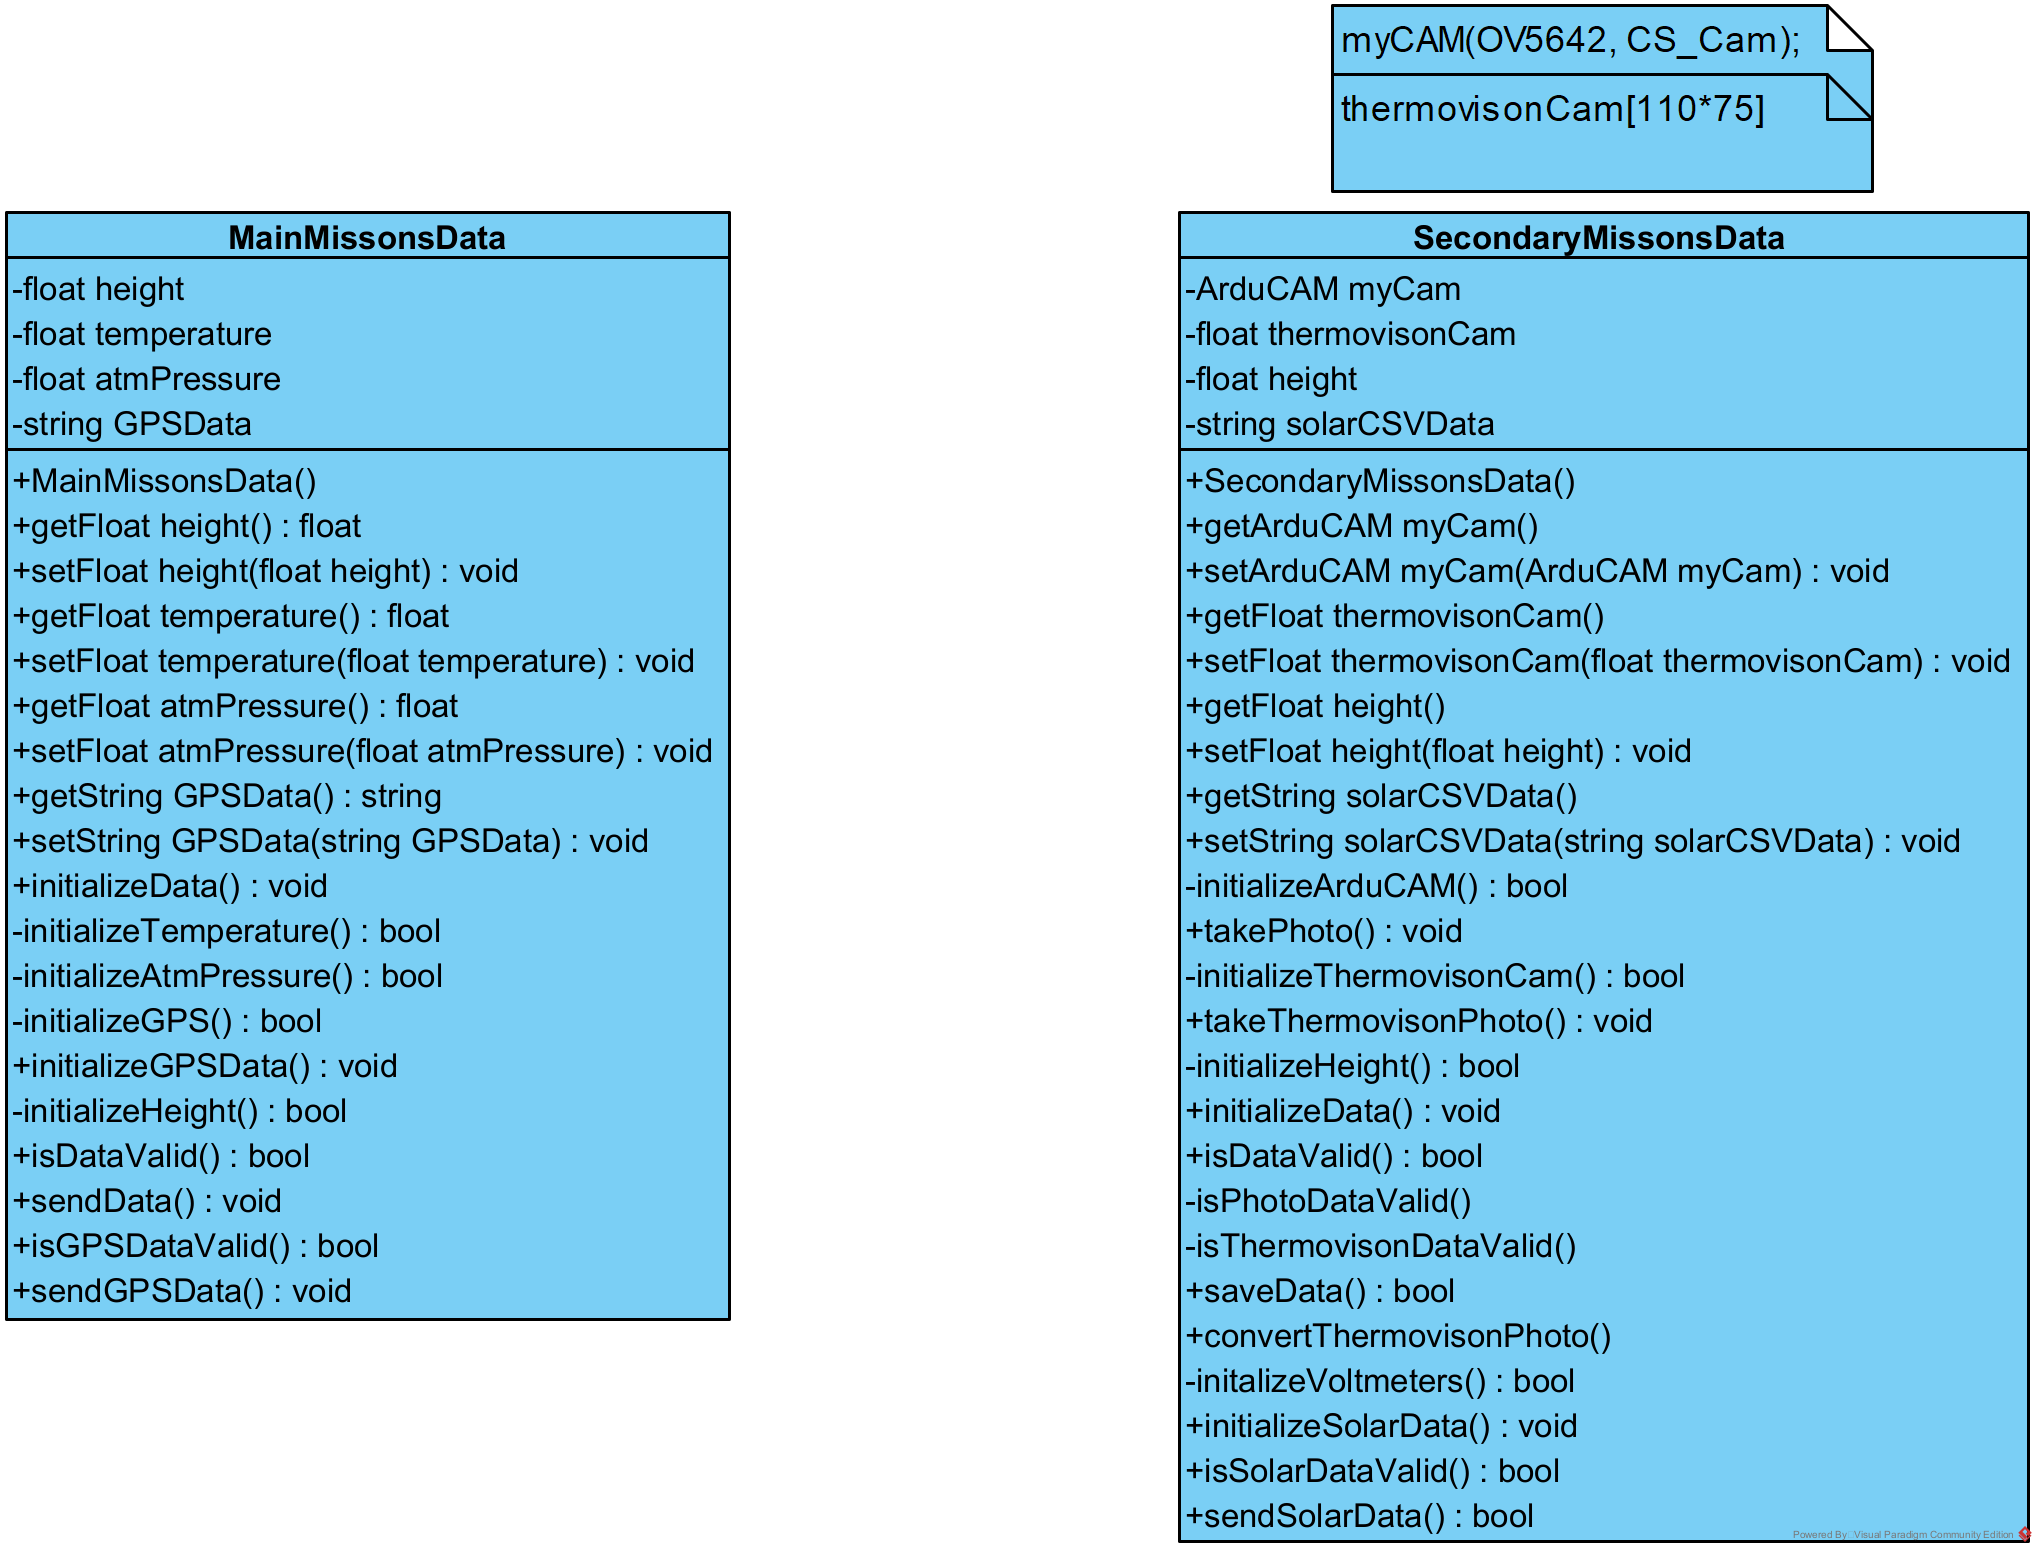 myCAM(OV5642, CS_Cam);
thermovisonCam[110*75]
MainMissonsData
-float height
-float temperature
-float atmPressure
-string GPSData
+MainMissonsData()
+getFloat height() : float
+setFloat height(float height) : void
+getFloat temperature() : float
+setFloat temperature(float temperature) : void
+getFloat atmPressure() : float
+setFloat atmPressure(float atmPressure) : void
+getString GPSData() : string
+setString GPSData(string GPSData) : void
+initializeData() : void
-initializeTemperature() : bool
-initializeAtmPressure() : bool
-initializeGPS() : bool
+initializeGPSData() : void
-initializeHeight() : bool
+isDataValid() : bool
+sendData() : void
+isGPSDataValid() : bool
+sendGPSData() : void
SecondaryMissonsData
-ArduCAM myCam
-float thermovisonCam
-float height
-string solarCSVData
+SecondaryMissonsData()
+getArduCAM myCam()
+setArduCAM myCam(ArduCAM myCam) : void
+getFloat thermovisonCam()
+setFloat thermovisonCam(float thermovisonCam) : void
+getFloat height()
+setFloat height(float height) : void
+getString solarCSVData()
+setString solarCSVData(string solarCSVData) : void
-initializeArduCAM() : bool
+takePhoto() : void
-initializeThermovisonCam() : bool
+takeThermovisonPhoto() : void
-initializeHeight() : bool
+initializeData() : void
+isDataValid() : bool
-isPhotoDataValid()
-isThermovisonDataValid()
+saveData() : bool
+convertThermovisonPhoto()
-initalizeVoltmeters() : bool
+initializeSolarData() : void
+isSolarDataValid() : bool
+sendSolarData() : bool
Powered By Visual Paradigm Community Edition